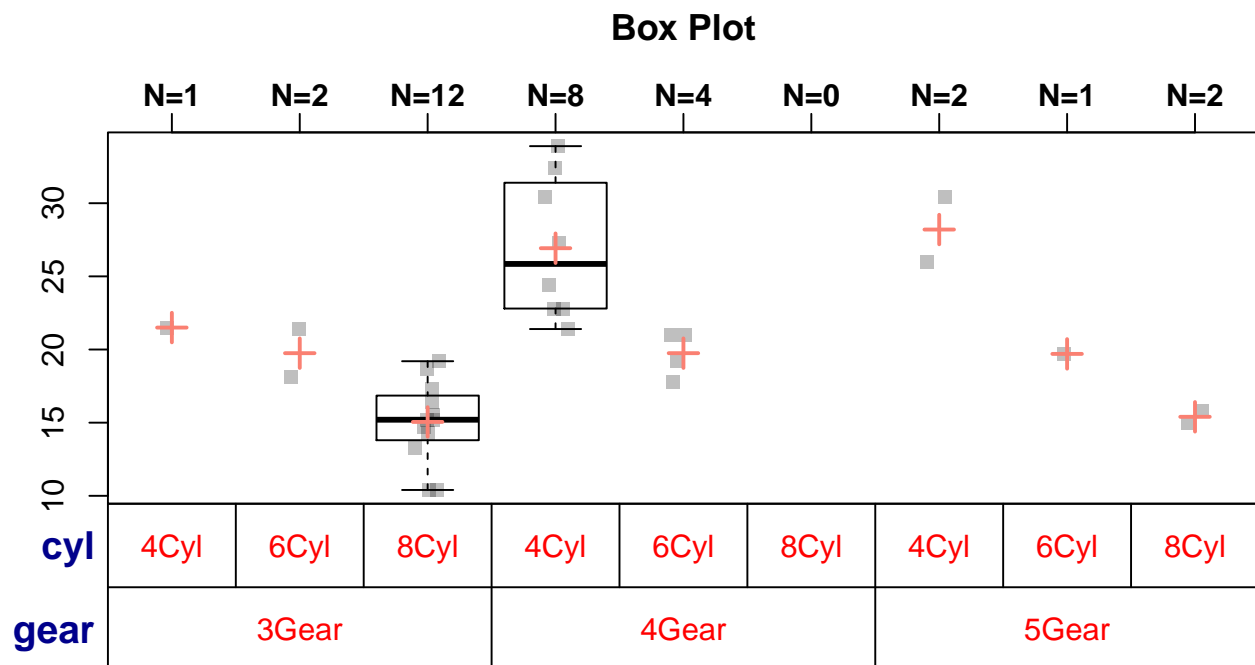 Box Plot
N=1 N=2 N=12 N=8 N=4 N=0 N=2 N=1 N=2
30
25
20
15
10
cyl 4Cyl 6Cyl 8Cyl 4Cyl 6Cyl 8Cyl 4Cyl 6Cyl 8Cyl
gear 3Gear 4Gear 5Gear